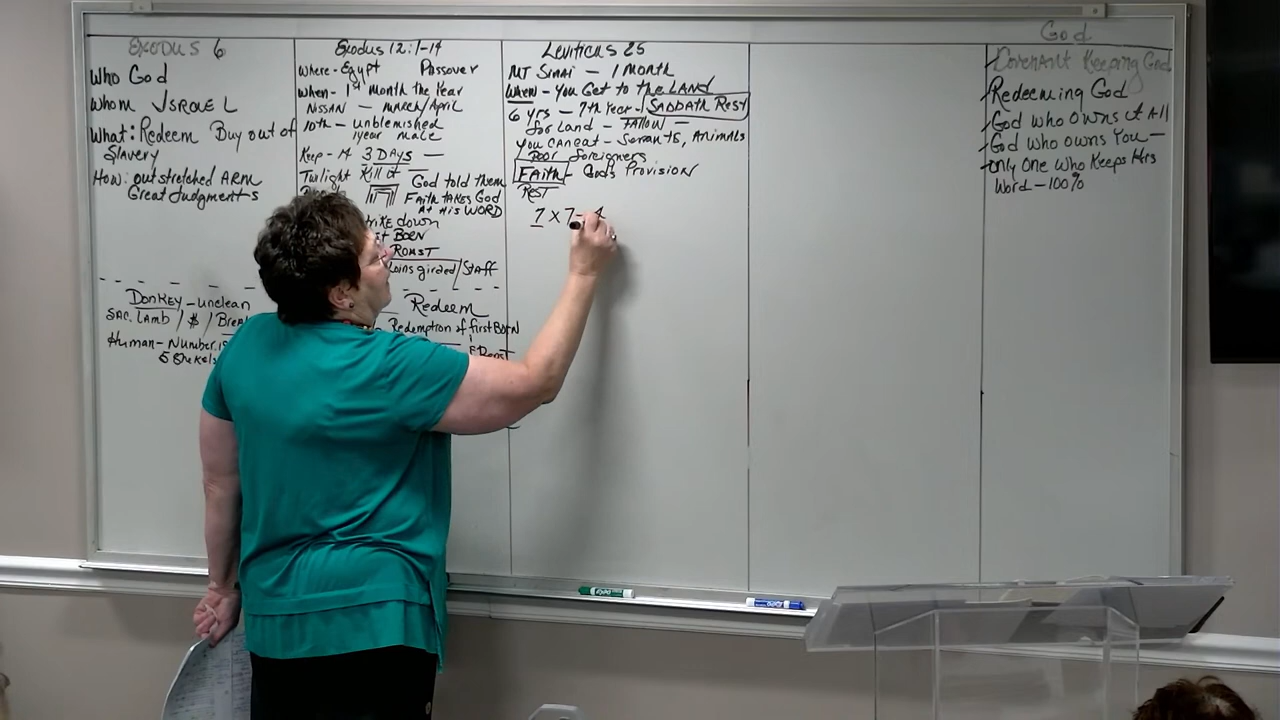 Exodus 6
Who God
Whom Israel
What: Redeem Buy out of
Slavery
How: outstretched ARM
Great Judgments
Donkey - unclean
Sac. Lamb / $ /
Human - Number.
5 Shekels
Exodus 12:1-14
Where - Egypt Passover
When - 1st Month the Year
Nissan - March/April
10th - unblemished
1 year male
Keep - 3 Days -
Twilight Kill it
God told them
Faith takes God
At His Word
down
Born
Roast
Loins girded / Staff
Redeem
Redemption of first Born
Leviticus 25
MT Sinai - 1 Month
When - You Get to the LAND
6 yrs - 7th Year - SABBATH REST
for Land - Fallow -
You can eat - Servants, Animals
Poor foreigners
FAITH - God's Provision
Rest
7 x 7 = 4
God
Covenant Keeping God
Redeeming God
God who owns it All
God who owns You -
only One who Keeps His
Word - 100%